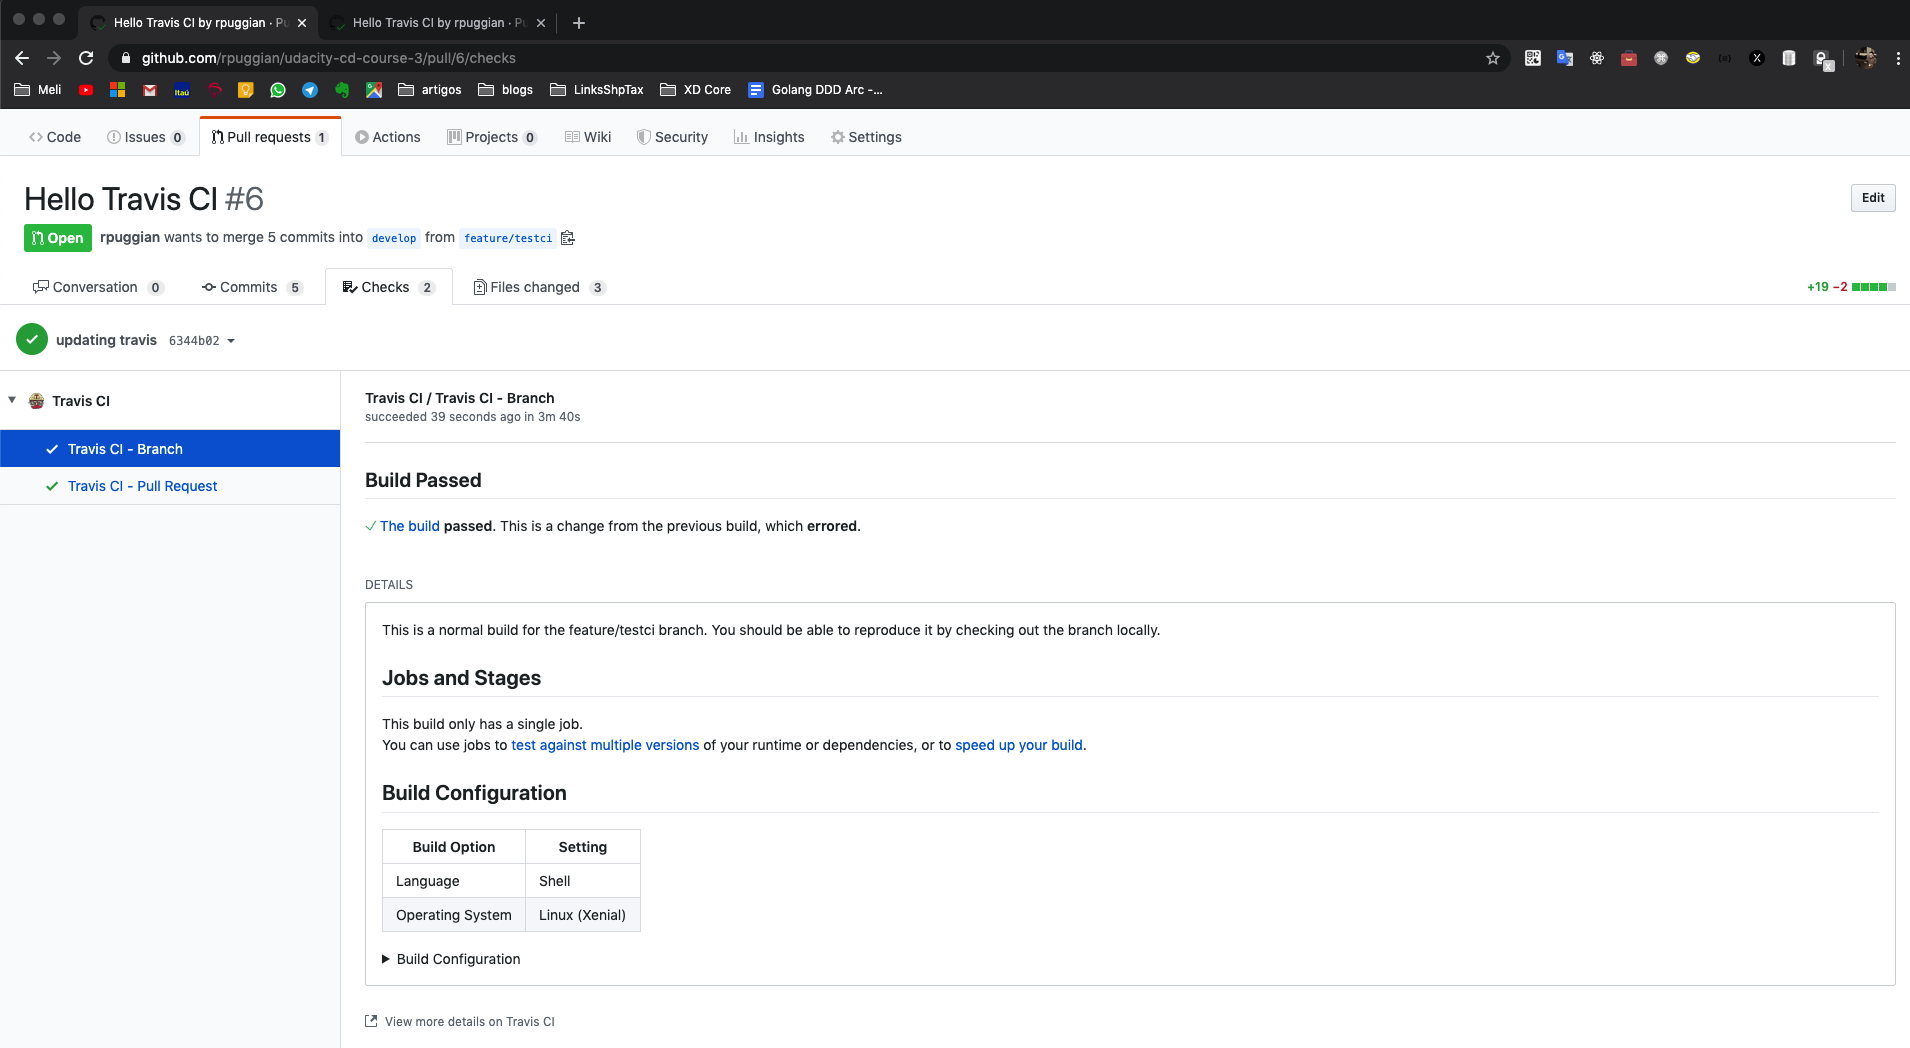 Hello Travis CI by rpuggian · Pu
Hello Travis CI by rpuggian · Pu
github.com/rpuggian/udacity-cd-course-3/pull/6/checks
Meli
Itaú
artigos
blogs
LinksShpTax
XD Core
Golang DDD Arc -...
Code
Issues 0
Pull requests 1
Actions
Projects 0
Wiki
Security
Insights
Settings
Hello Travis CI #6
Edit
Open rpuggian wants to merge 5 commits into develop from feature/testci
Conversation 0
Commits 5
Checks 2
Files changed 3
+19 −2
updating travis 6344b02
Travis CI
Travis CI - Branch
Travis CI - Pull Request
Travis CI / Travis CI - Branch
succeeded 39 seconds ago in 3m 40s
Build Passed
The build passed. This is a change from the previous build, which errored.
DETAILS
This is a normal build for the feature/testci branch. You should be able to reproduce it by checking out the branch locally.
Jobs and Stages
This build only has a single job.
You can use jobs to test against multiple versions of your runtime or dependencies, or to speed up your build.
Build Configuration
Build Option Setting
Language Shell
Operating System Linux (Xenial)
Build Configuration
View more details on Travis CI